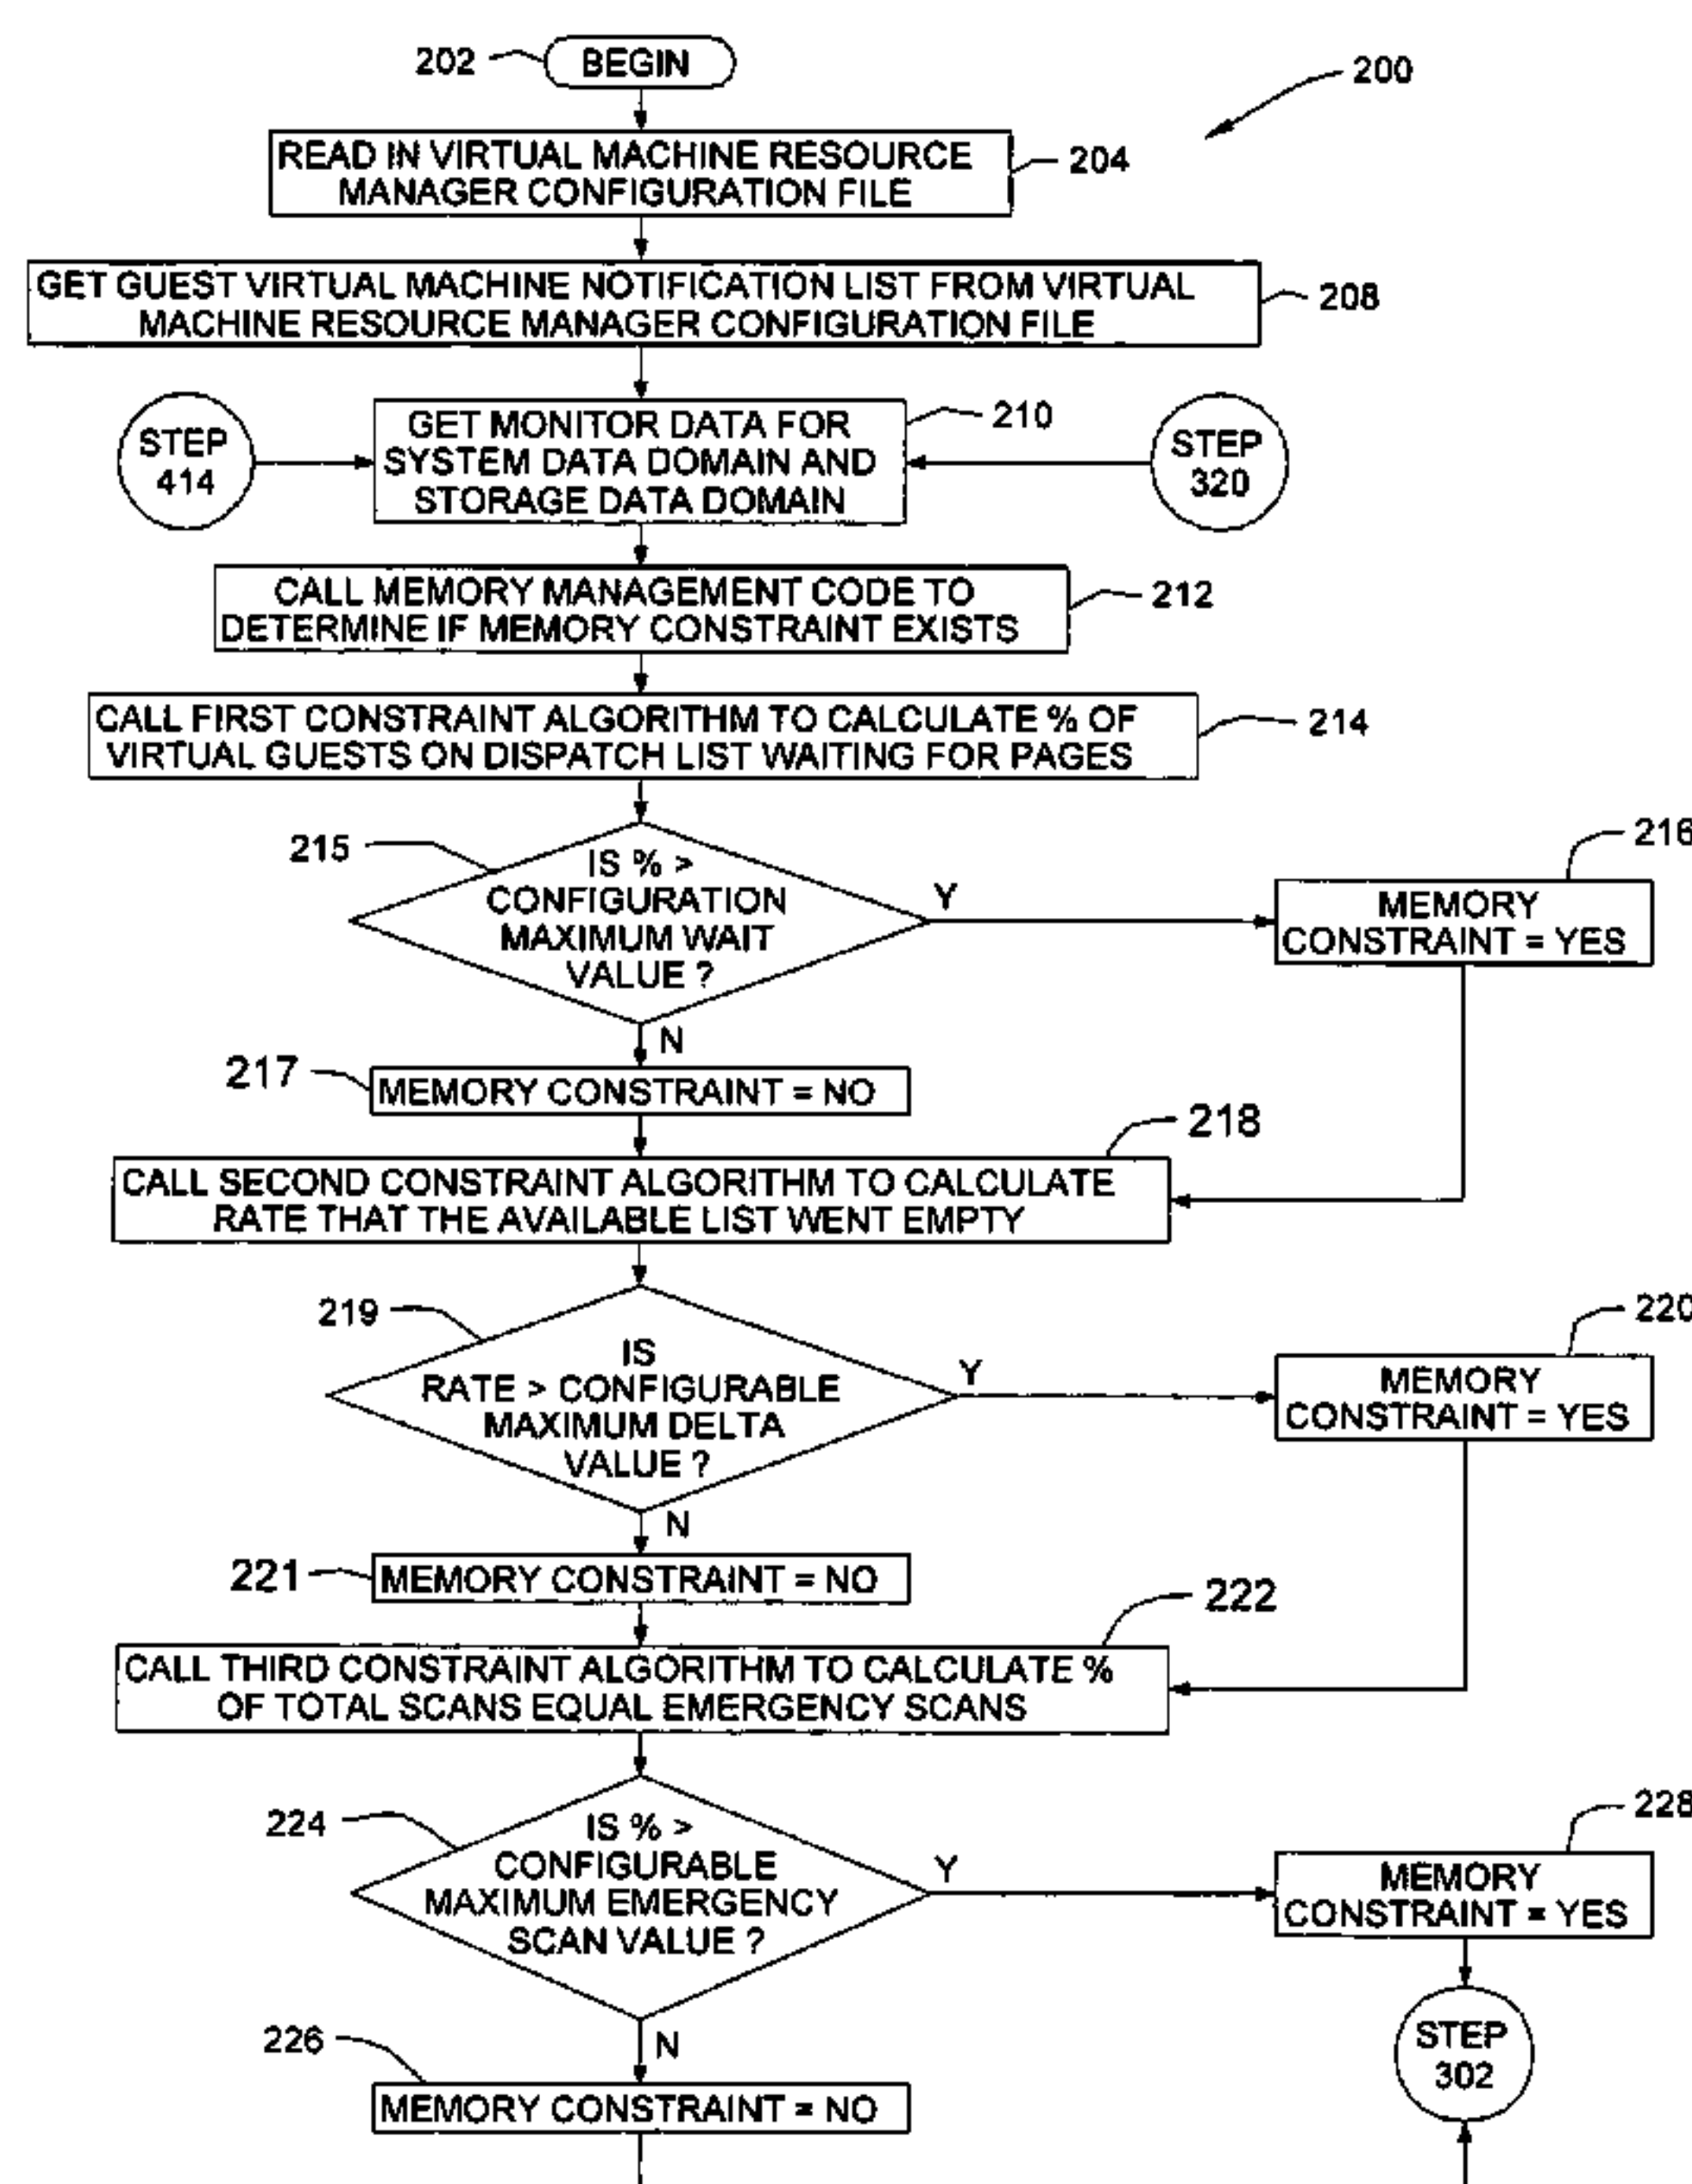 202
BEGIN
200
READ IN VIRTUAL MACHINE RESOURCE
MANAGER CONFIGURATION FILE
204
GET GUEST VIRTUAL MACHINE NOTIFICATION LIST FROM VIRTUAL
MACHINE RESOURCE MANAGER CONFIGURATION FILE
208
STEP
414
GET MONITOR DATA FOR
SYSTEM DATA DOMAIN AND
STORAGE DATA DOMAIN
210
STEP
320
CALL MEMORY MANAGEMENT CODE TO
DETERMINE IF MEMORY CONSTRAINT EXISTS
212
CALL FIRST CONSTRAINT ALGORITHM TO CALCULATE % OF
VIRTUAL GUESTS ON DISPATCH LIST WAITING FOR PAGES
214
215
IS % >
CONFIGURATION
MAXIMUM WAIT
VALUE ?
Y
N
216
MEMORY
CONSTRAINT = YES
217
MEMORY CONSTRAINT = NO
218
CALL SECOND CONSTRAINT ALGORITHM TO CALCULATE
RATE THAT THE AVAILABLE LIST WENT EMPTY
219
IS
RATE > CONFIGURABLE
MAXIMUM DELTA
VALUE ?
Y
N
220
MEMORY
CONSTRAINT = YES
221
MEMORY CONSTRAINT = NO
222
CALL THIRD CONSTRAINT ALGORITHM TO CALCULATE %
OF TOTAL SCANS EQUAL EMERGENCY SCANS
224
IS % >
CONFIGURABLE
MAXIMUM EMERGENCY
SCAN VALUE ?
Y
N
228
MEMORY
CONSTRAINT = YES
226
MEMORY CONSTRAINT = NO
STEP
302